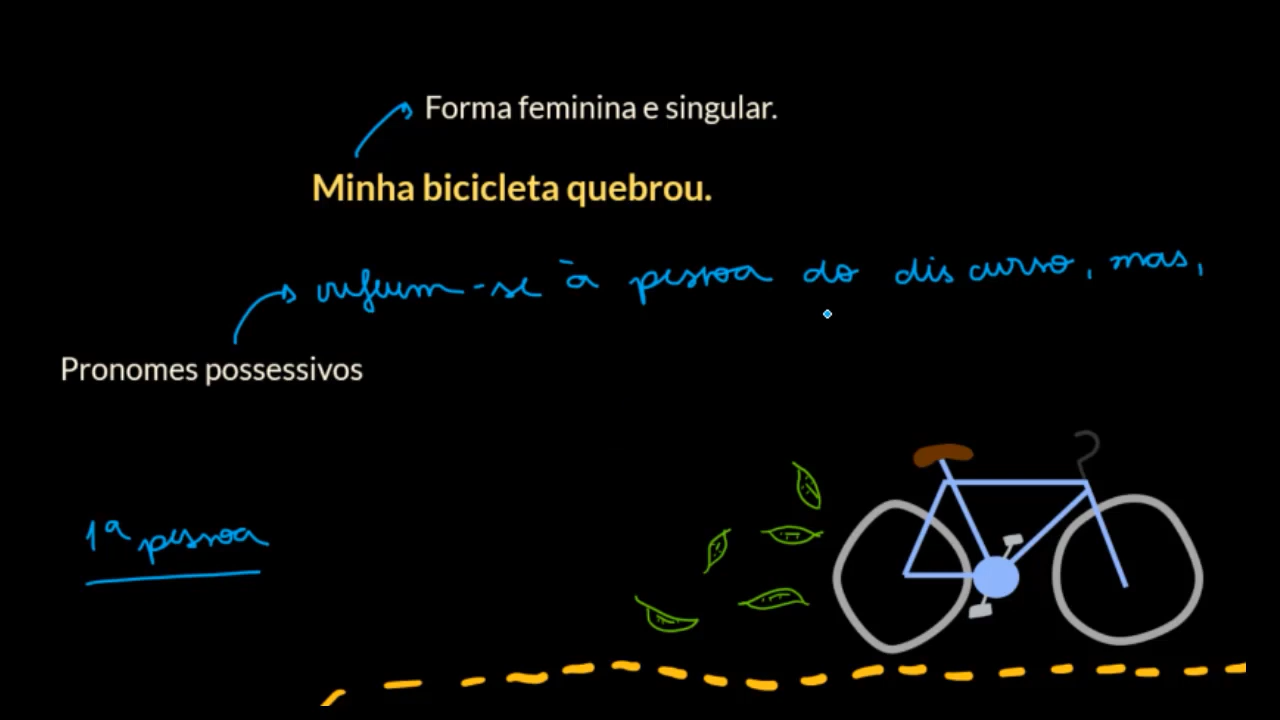 Forma feminina e singular.
Minha bicicleta quebrou.
referem-se à pessoa do discurso, mas,
Pronomes possessivos
1ª pessoa